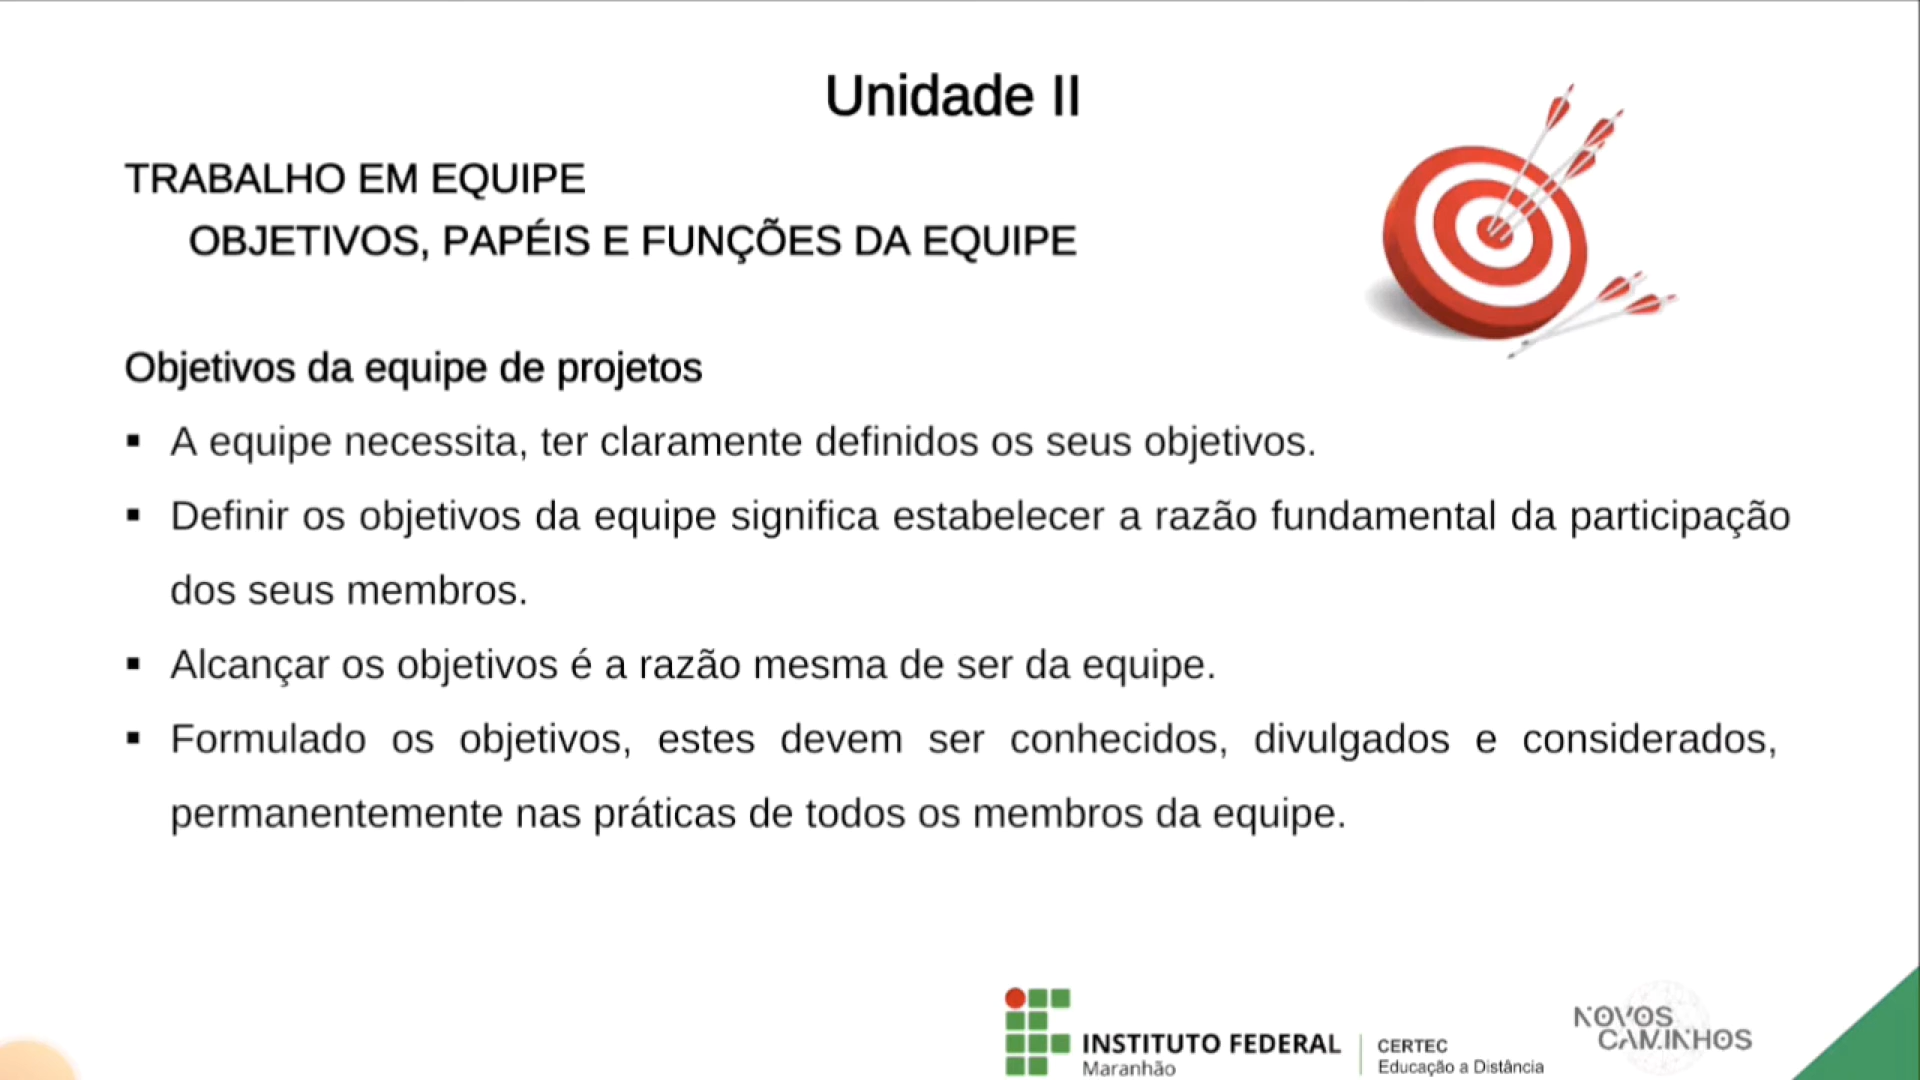 Unidade II
TRABALHO EM EQUIPE
OBJETIVOS, PAPÉIS E FUNÇÕES DA EQUIPE
Objetivos da equipe de projetos
▪ A equipe necessita, ter claramente definidos os seus objetivos.
▪ Definir os objetivos da equipe significa estabelecer a razão fundamental da participação
dos seus membros.
▪ Alcançar os objetivos é a razão mesma de ser da equipe.
▪ Formulado os objetivos, estes devem ser conhecidos, divulgados e considerados,
permanentemente nas práticas de todos os membros da equipe.
INSTITUTO FEDERAL
Maranhão
CERTEC
Educação a Distância
NOVOS
CAMINHOS